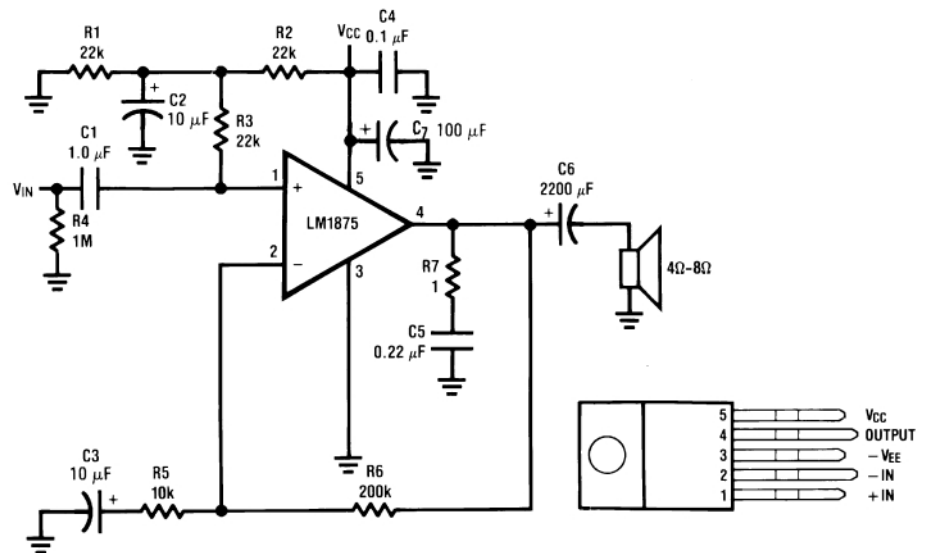 R1
22k
R2
22k
VCC
C4
0.1 μF
+
C2
10 μF
R3
22k
+
C7 100 μF
C1
1.0 μF
VIN
R4
1M
1
+
5
LM1875
4
2
−
3
C6
2200 μF
+
R7
1
4Ω-8Ω
C5
0.22 μF
C3
10 μF
+
R5
10k
R6
200k
5 VCC
4 OUTPUT
3 −VEE
2 −IN
1 +IN